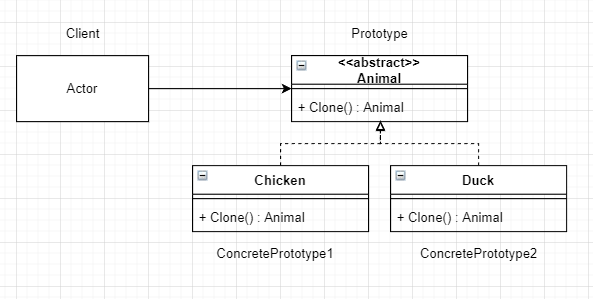 Client
Prototype
Actor
<<abstract>>
Animal
+ Clone() : Animal
Chicken
+ Clone() : Animal
Duck
+ Clone() : Animal
ConcretePrototype1
ConcretePrototype2